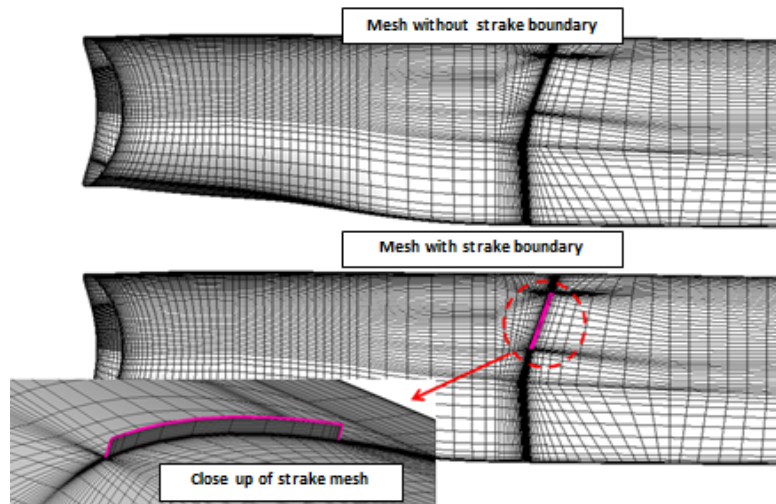 Mesh without strake boundary
Mesh with strake boundary
Close up of strake mesh